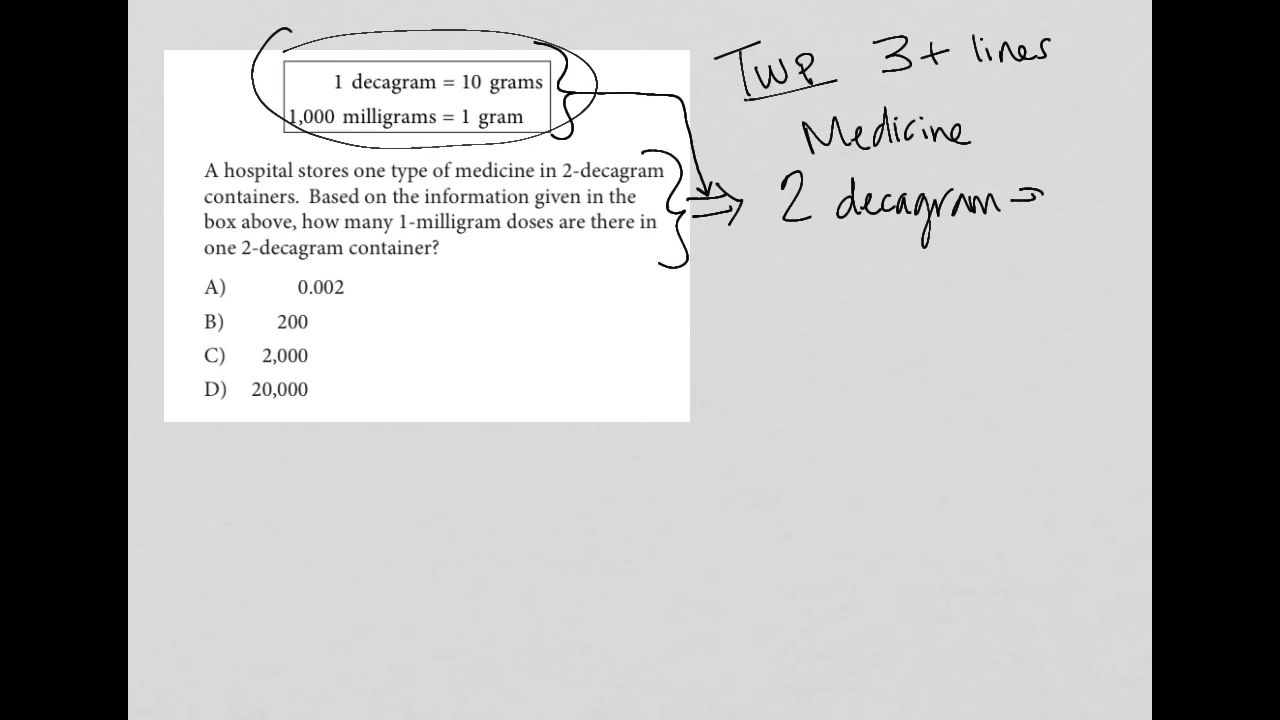 1 decagram = 10 grams
1,000 milligrams = 1 gram
A hospital stores one type of medicine in 2-decagram
containers. Based on the information given in the
box above, how many 1-milligram doses are there in
one 2-decagram container?
A) 0.002
B) 200
C) 2,000
D) 20,000
TWP 3+ lines
Medicine
2 decagram =